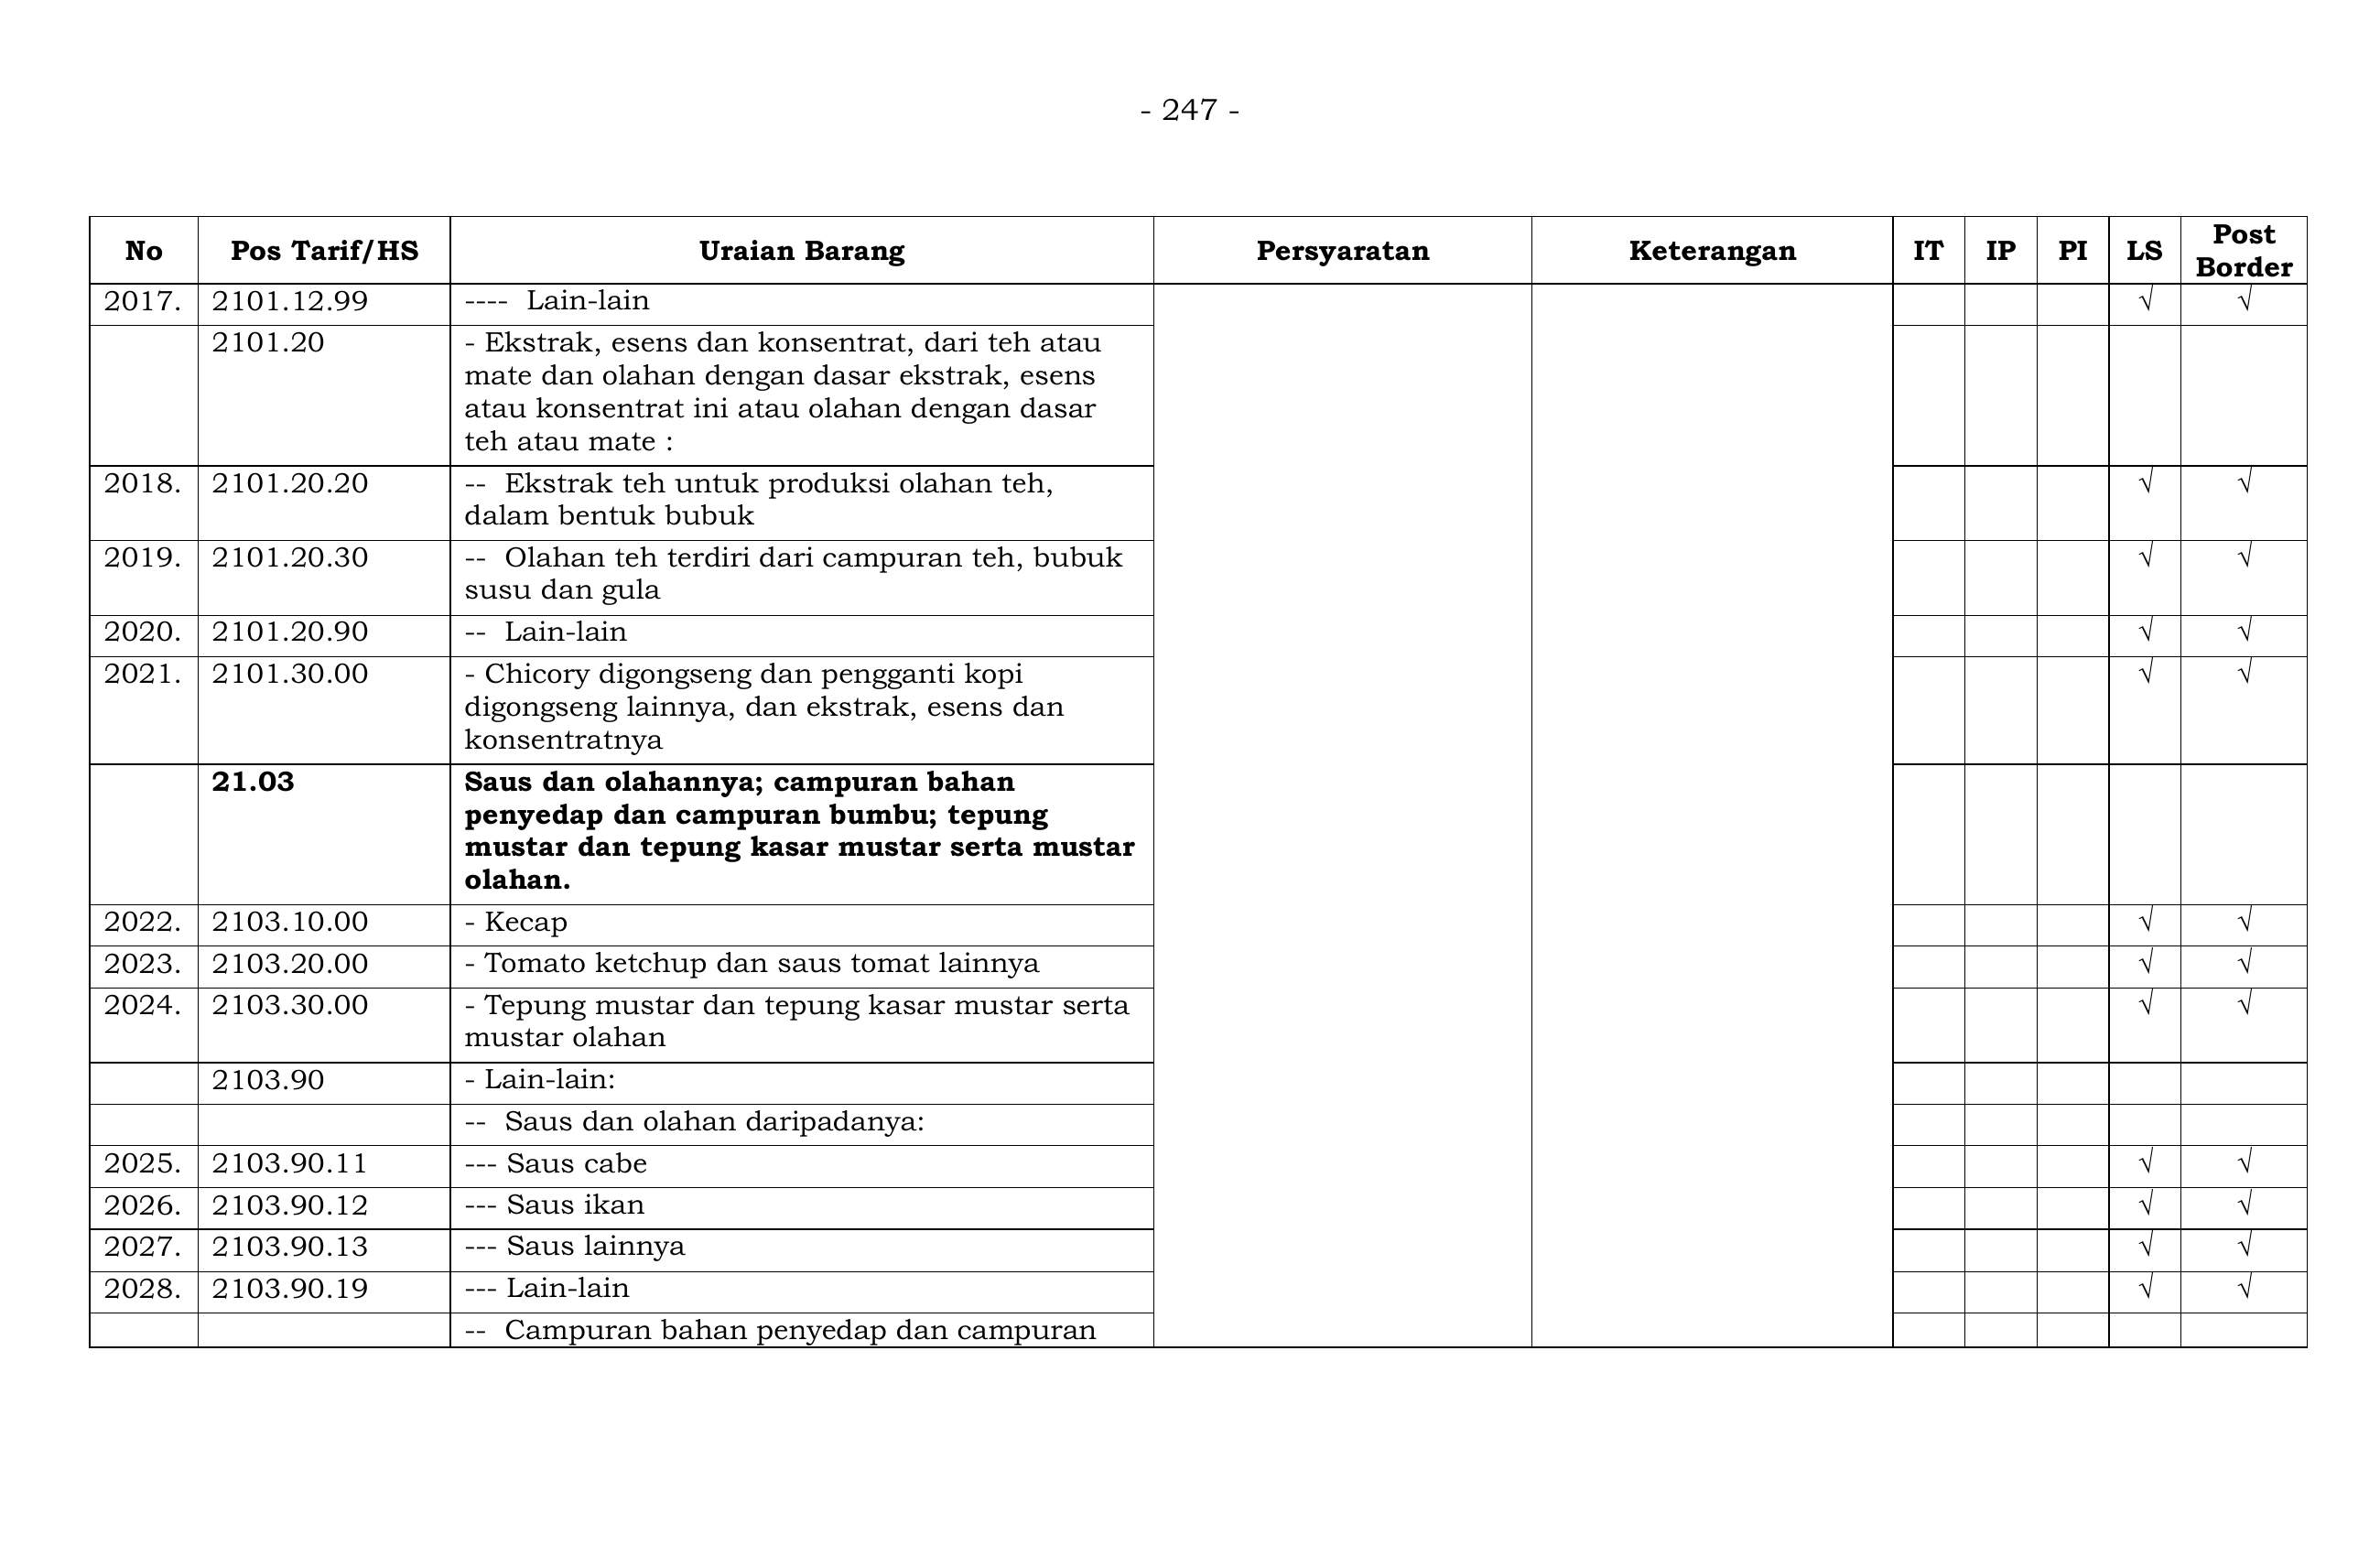 - 247 -
No Pos Tarif/HS Uraian Barang Persyaratan Keterangan IT IP PI LS Post Border
2017. 2101.12.99 ---- Lain-lain √ √
2101.20 - Ekstrak, esens dan konsentrat, dari teh atau
mate dan olahan dengan dasar ekstrak, esens
atau konsentrat ini atau olahan dengan dasar
teh atau mate :
2018. 2101.20.20 -- Ekstrak teh untuk produksi olahan teh, √ √
dalam bentuk bubuk
2019. 2101.20.30 -- Olahan teh terdiri dari campuran teh, bubuk √ √
susu dan gula
2020. 2101.20.90 -- Lain-lain √ √
2021. 2101.30.00 - Chicory digongseng dan pengganti kopi √ √
digongseng lainnya, dan ekstrak, esens dan
konsentratnya
21.03 Saus dan olahannya; campuran bahan
penyedap dan campuran bumbu; tepung
mustar dan tepung kasar mustar serta mustar
olahan.
2022. 2103.10.00 - Kecap √ √
2023. 2103.20.00 - Tomato ketchup dan saus tomat lainnya √ √
2024. 2103.30.00 - Tepung mustar dan tepung kasar mustar serta √ √
mustar olahan
2103.90 - Lain-lain:
-- Saus dan olahan daripadanya:
2025. 2103.90.11 --- Saus cabe √ √
2026. 2103.90.12 --- Saus ikan √ √
2027. 2103.90.13 --- Saus lainnya √ √
2028. 2103.90.19 --- Lain-lain √ √
-- Campuran bahan penyedap dan campuran